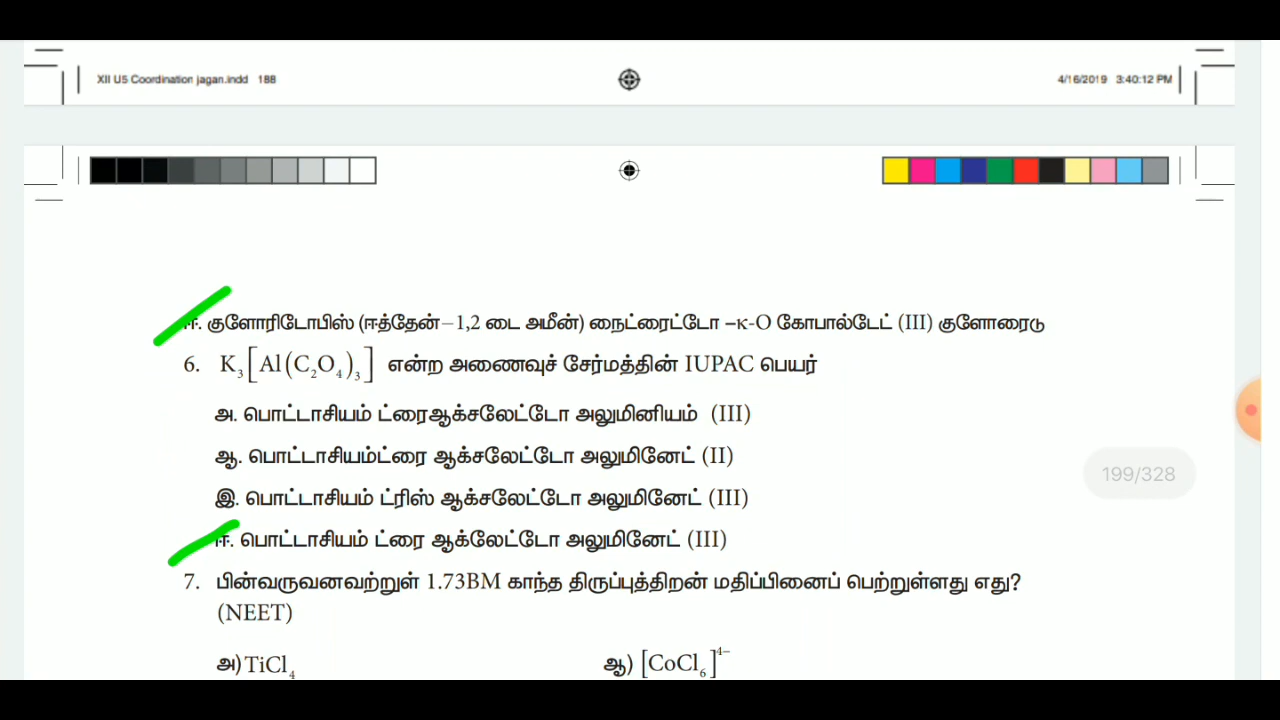 XII U5 Coordination jagan.indd 188 4/16/2019 3:40:12 PM
ஈ. குளோரிடோபிஸ் (ஈத்தேன்–1,2 டை அமீன்) நைட்ரைட்டோ –κ-O கோபால்டேட் (III) குளோரைடு
6. K₃[Al(C₂O₄)₃] என்ற அணைவுச் சேர்மத்தின் IUPAC பெயர்
அ. பொட்டாசியம் ட்ரைஆக்சலேட்டோ அலுமினியம் (III)
ஆ. பொட்டாசியம்ட்ரை ஆக்சலேட்டோ அலுமினேட் (II)
199/328
இ. பொட்டாசியம் ட்ரிஸ் ஆக்சலேட்டோ அலுமினேட் (III)
ஈ. பொட்டாசியம் ட்ரை ஆக்லேட்டோ அலுமினேட் (III)
7. பின்வருவனவற்றுள் 1.73BM காந்த திருப்புத்திறன் மதிப்பினைப் பெற்றுள்ளது எது?
(NEET)
அ) TiCl₄ ஆ) [CoCl₆]⁴⁻